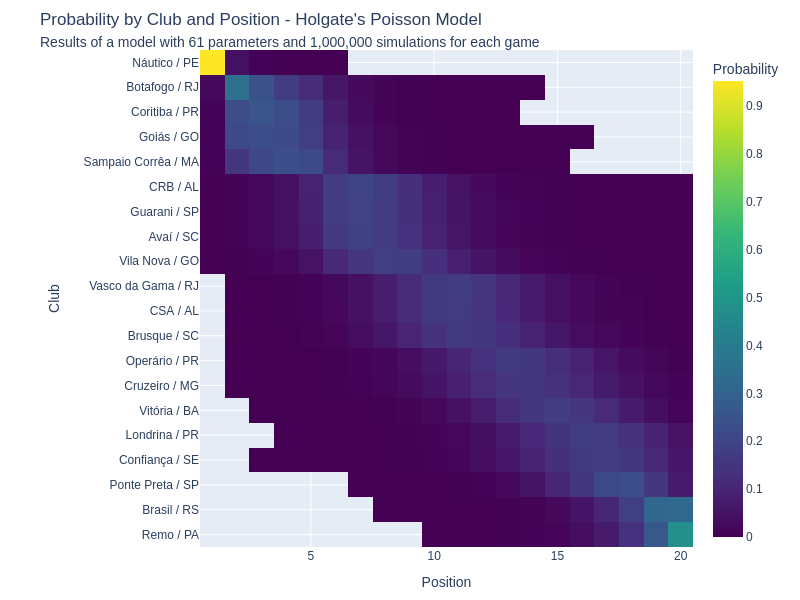 Probability by Club and Position - Holgate's Poisson Model
Results of a model with 61 parameters and 1,000,000 simulations for each game
Probability
Náutico / PE
Botafogo / RJ
Coritiba / PR
Goiás / GO
Sampaio Corrêa / MA
CRB / AL
Guarani / SP
Avaí / SC
Vila Nova / GO
Vasco da Gama / RJ
CSA / AL
Brusque / SC
Operário / PR
Cruzeiro / MG
Vitória / BA
Londrina / PR
Confiança / SE
Ponte Preta / SP
Brasil / RS
Remo / PA
Club
5
10
15
20
Position
0.9
0.8
0.7
0.6
0.5
0.4
0.3
0.2
0.1
0